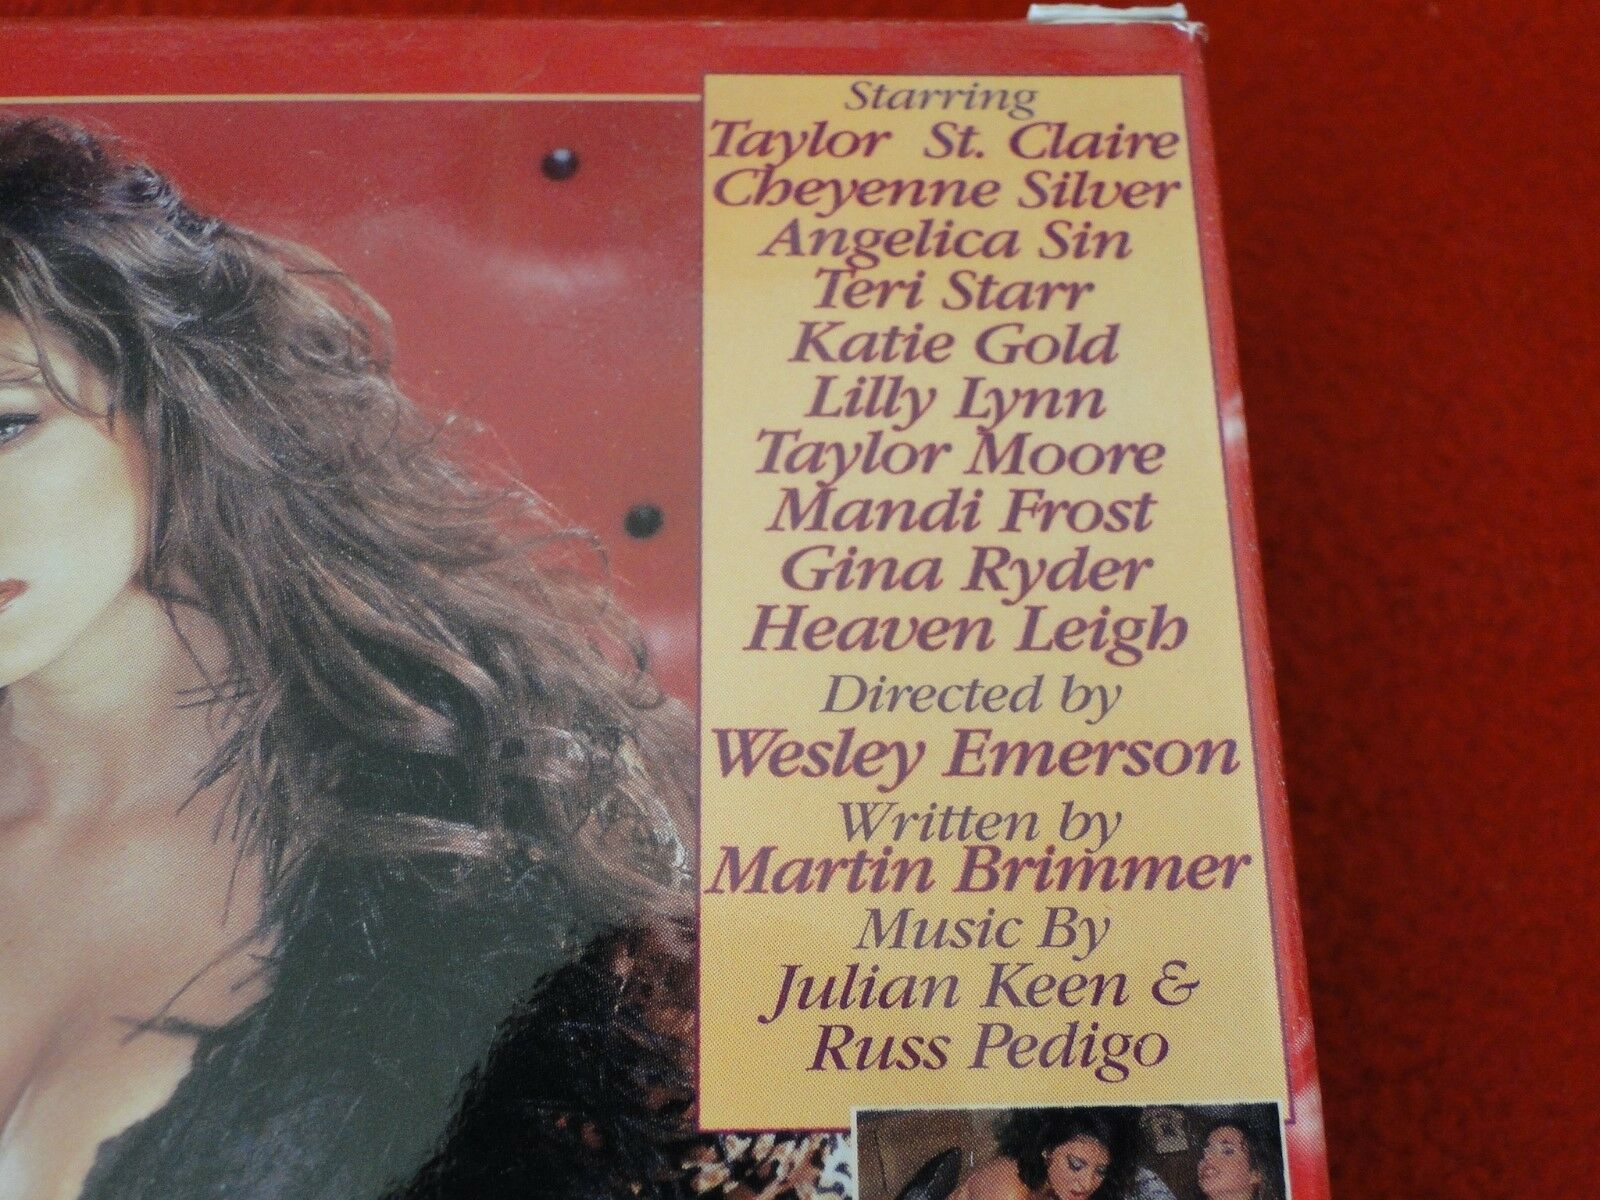 Starring
Taylor St. Claire
Cheyenne Silver
Angelica Sin
Teri Starr
Katie Gold
Lilly Lynn
Taylor Moore
Mandi Frost
Gina Ryder
Heaven Leigh
Directed by
Wesley Emerson
Written by
Martin Brimmer
Music By
Julian Keen &
Russ Pedigo